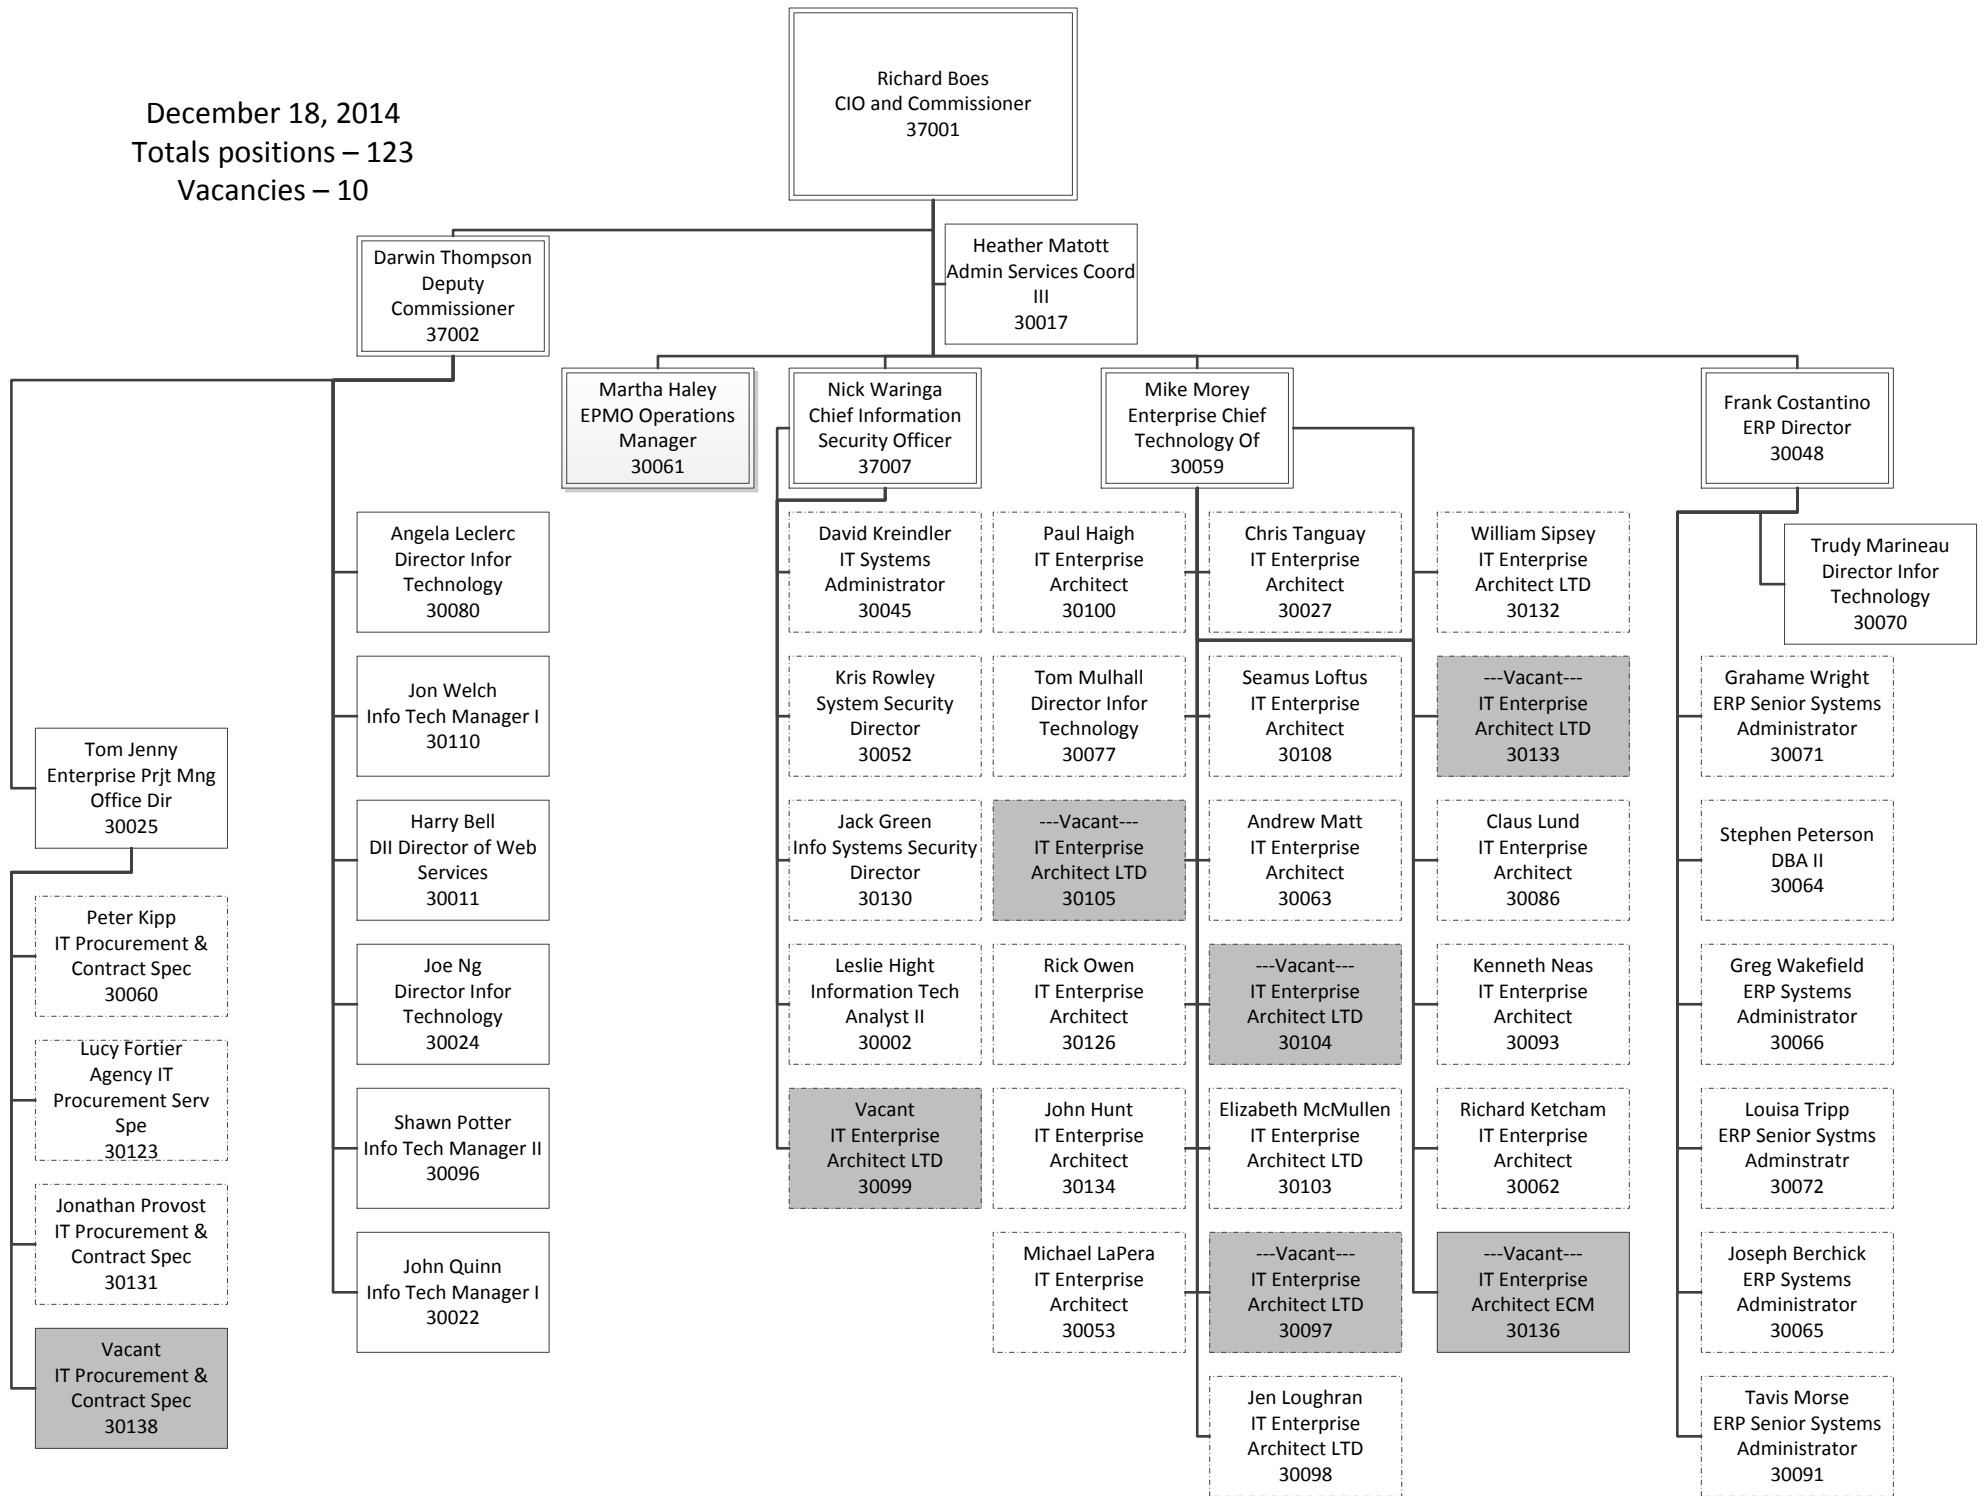 December 18, 2014
Totals positions – 123
Vacancies – 10
Richard Boes
CIO and Commissioner
37001
Darwin Thompson
Deputy
Commissioner
37002
Heather Matott
Admin Services Coord
III
30017
Martha Haley
EPMO Operations
Manager
30061
Nick Waringa
Chief Information
Security Officer
37007
Mike Morey
Enterprise Chief
Technology Of
30059
Frank Costantino
ERP Director
30048
Tom Jenny
Enterprise Prjt Mng
Office Dir
30025
Peter Kipp
IT Procurement &
Contract Spec
30060
Lucy Fortier
Agency IT
Procurement Serv
Spe
30123
Jonathan Provost
IT Procurement &
Contract Spec
30131
Vacant
IT Procurement &
Contract Spec
30138
Angela Leclerc
Director Infor
Technology
30080
Jon Welch
Info Tech Manager I
30110
Harry Bell
DII Director of Web
Services
30011
Joe Ng
Director Infor
Technology
30024
Shawn Potter
Info Tech Manager II
30096
John Quinn
Info Tech Manager I
30022
David Kreindler
IT Systems
Administrator
30045
Kris Rowley
System Security
Director
30052
Jack Green
Info Systems Security
Director
30130
Leslie Hight
Information Tech
Analyst II
30002
Vacant
IT Enterprise
Architect LTD
30099
Paul Haigh
IT Enterprise
Architect
30100
Tom Mulhall
Director Infor
Technology
30077
---Vacant---
IT Enterprise
Architect LTD
30105
Rick Owen
IT Enterprise
Architect
30126
John Hunt
IT Enterprise
Architect
30134
Michael LaPera
IT Enterprise
Architect
30053
Chris Tanguay
IT Enterprise
Architect
30027
Seamus Loftus
IT Enterprise
Architect
30108
Andrew Matt
IT Enterprise
Architect
30063
---Vacant---
IT Enterprise
Architect LTD
30104
Elizabeth McMullen
IT Enterprise
Architect LTD
30103
---Vacant---
IT Enterprise
Architect LTD
30097
Jen Loughran
IT Enterprise
Architect LTD
30098
William Sipsey
IT Enterprise
Architect LTD
30132
---Vacant---
IT Enterprise
Architect LTD
30133
Claus Lund
IT Enterprise
Architect
30086
Kenneth Neas
IT Enterprise
Architect
30093
Richard Ketcham
IT Enterprise
Architect
30062
---Vacant---
IT Enterprise
Architect ECM
30136
Trudy Marineau
Director Infor
Technology
30070
Grahame Wright
ERP Senior Systems
Administrator
30071
Stephen Peterson
DBA II
30064
Greg Wakefield
ERP Systems
Administrator
30066
Louisa Tripp
ERP Senior Systms
Adminstratr
30072
Joseph Berchick
ERP Systems
Administrator
30065
Tavis Morse
ERP Senior Systems
Administrator
30091